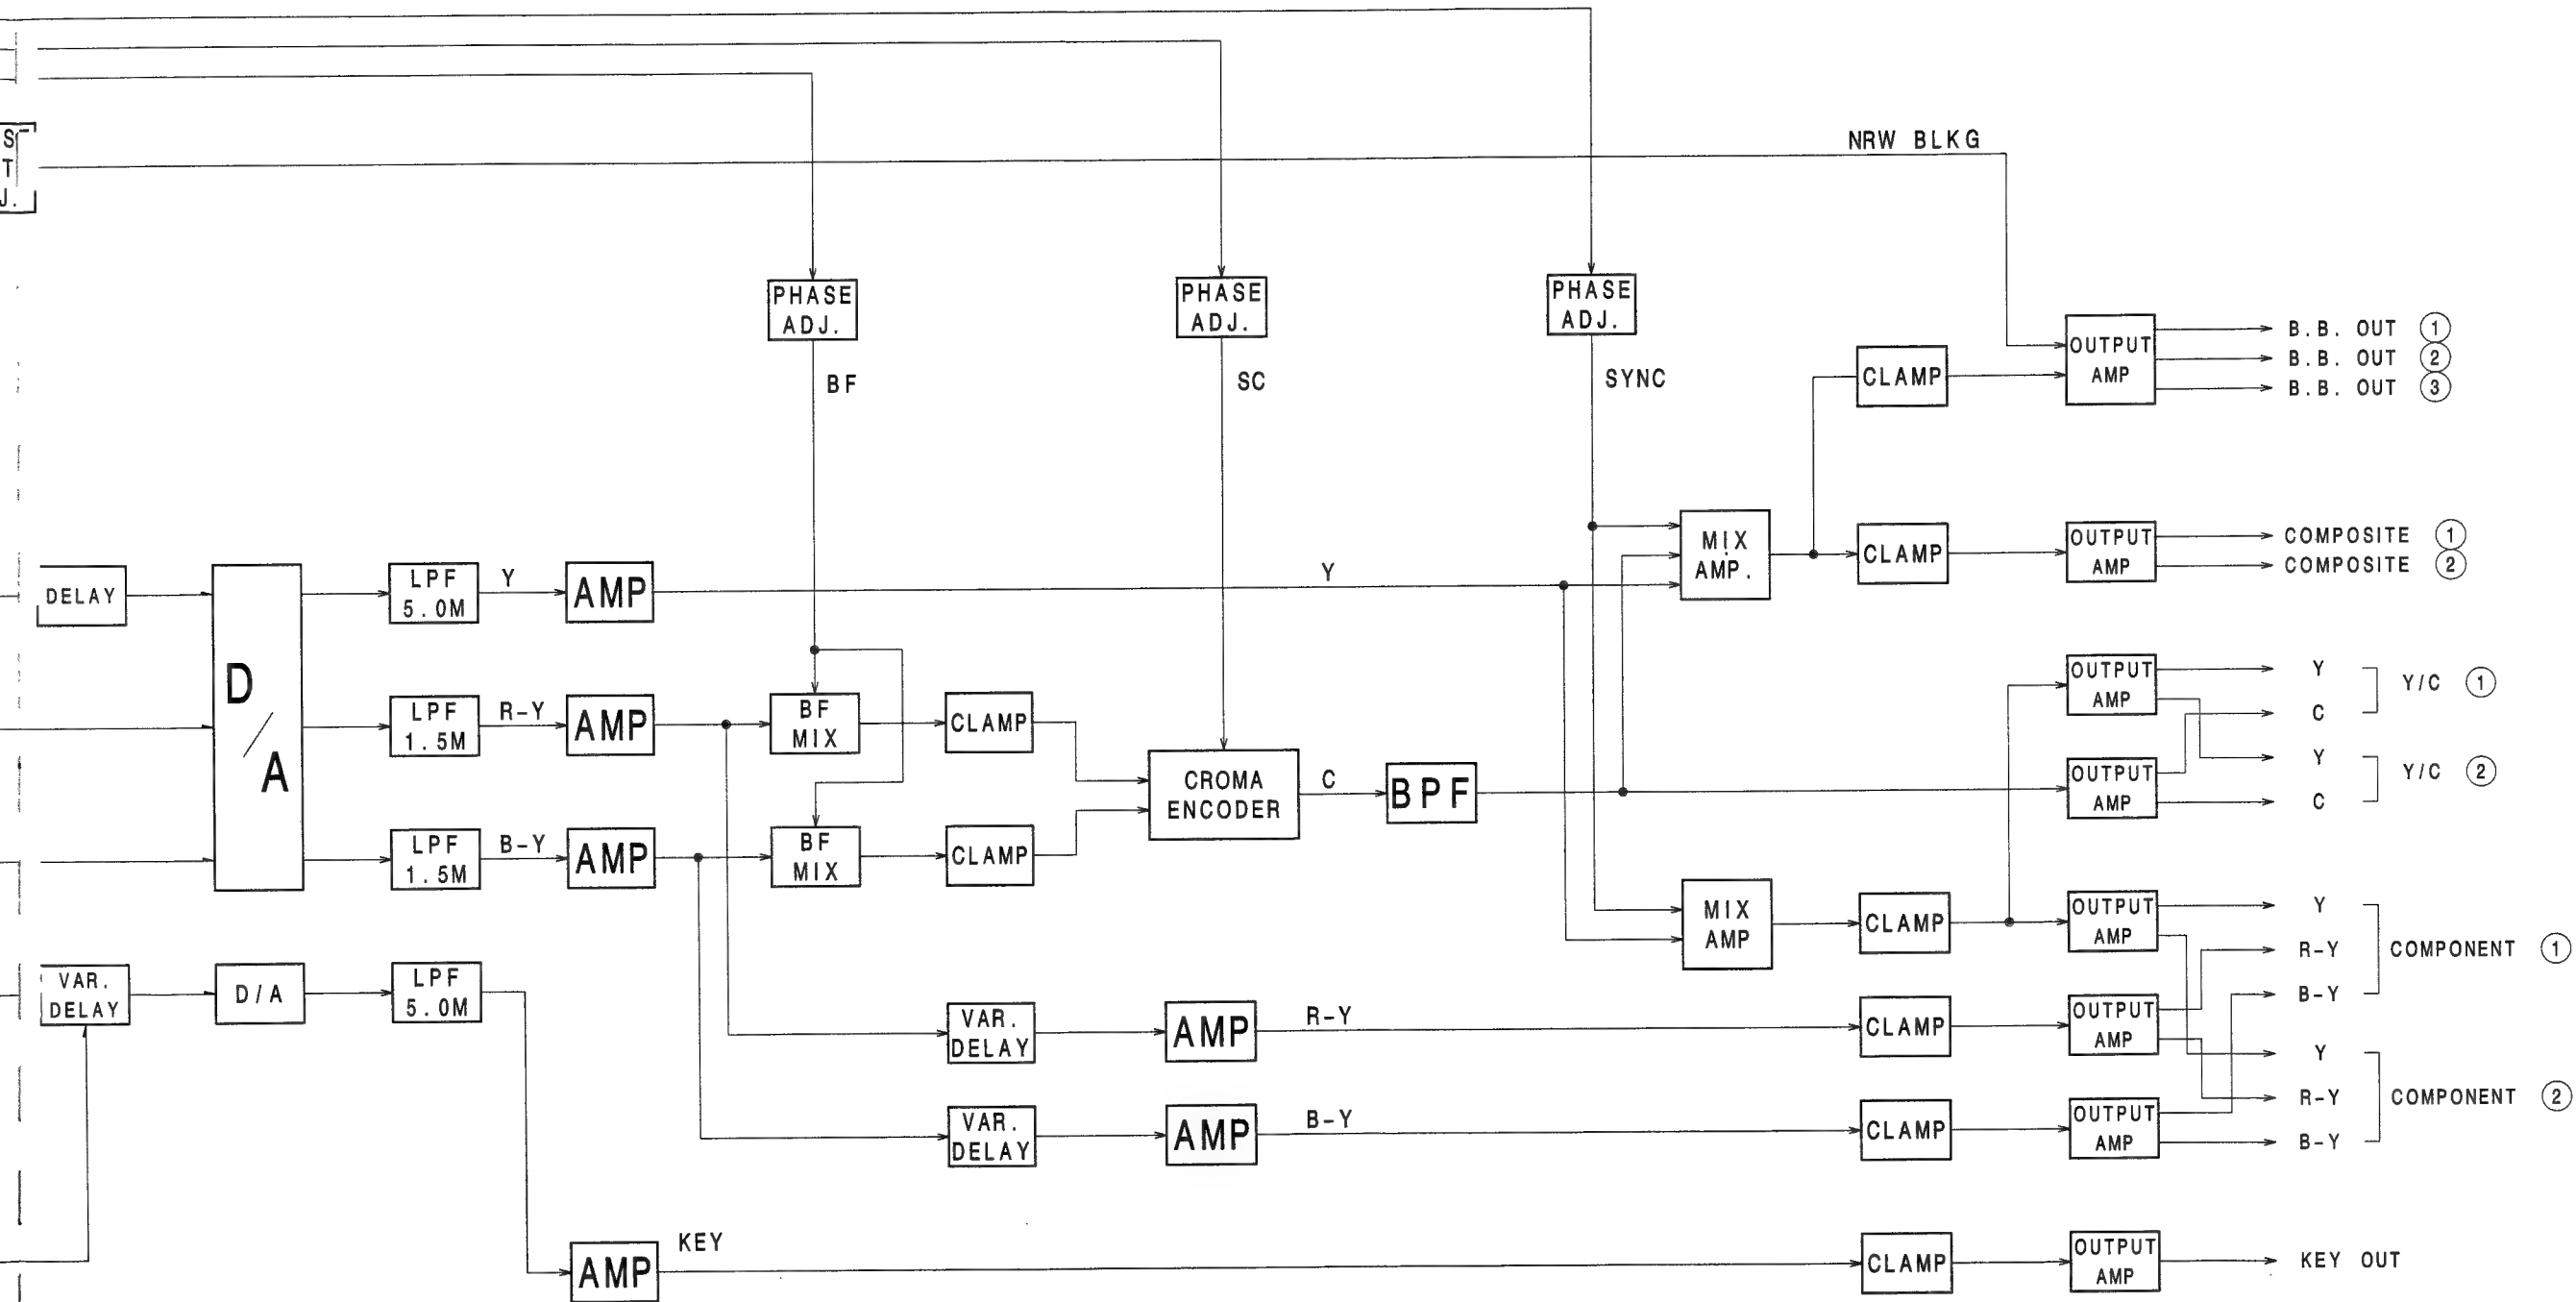 NRW BLKG
S
T
J.
PHASE
ADJ.
PHASE
ADJ.
PHASE
ADJ.
BF
SC
SYNC
CLAMP
OUTPUT
AMP
B.B. OUT ①
B.B. OUT ②
B.B. OUT ③
DELAY
D/A
LPF
5.0M
Y
AMP
Y
MIX
AMP.
CLAMP
OUTPUT
AMP
COMPOSITE ①
COMPOSITE ②
LPF
1.5M
R-Y
AMP
BF
MIX
CLAMP
CROMA
ENCODER
C
BPF
OUTPUT
AMP
Y
C
Y/C ①
OUTPUT
AMP
Y
C
Y/C ②
LPF
1.5M
B-Y
AMP
BF
MIX
CLAMP
MIX
AMP
CLAMP
OUTPUT
AMP
Y
R-Y
B-Y
COMPONENT ①
VAR.
DELAY
D/A
LPF
5.0M
VAR.
DELAY
AMP
R-Y
CLAMP
OUTPUT
AMP
Y
R-Y
B-Y
COMPONENT ②
VAR.
DELAY
AMP
B-Y
CLAMP
OUTPUT
AMP
AMP
KEY
CLAMP
OUTPUT
AMP
KEY OUT